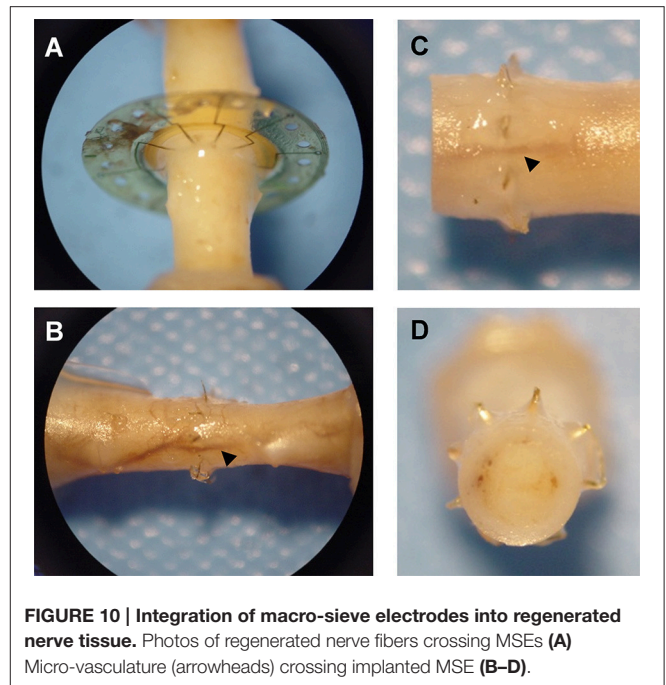 A
C
B
D
FIGURE 10 | Integration of macro-sieve electrodes into regenerated
nerve tissue. Photos of regenerated nerve fibers crossing MSEs (A)
Micro-vasculature (arrowheads) crossing implanted MSE (B–D).